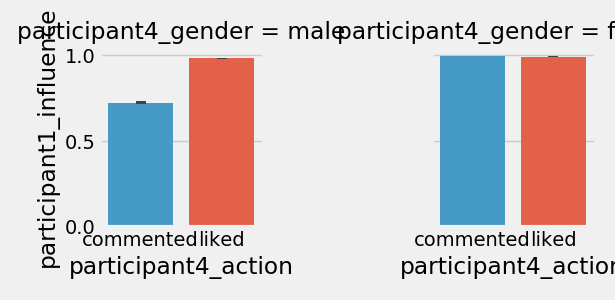 participant4_gender = male
participant4_gender = f
participant1_influence
1.0
0.5
0.0
commented liked
commented liked
participant4_action
participant4_action